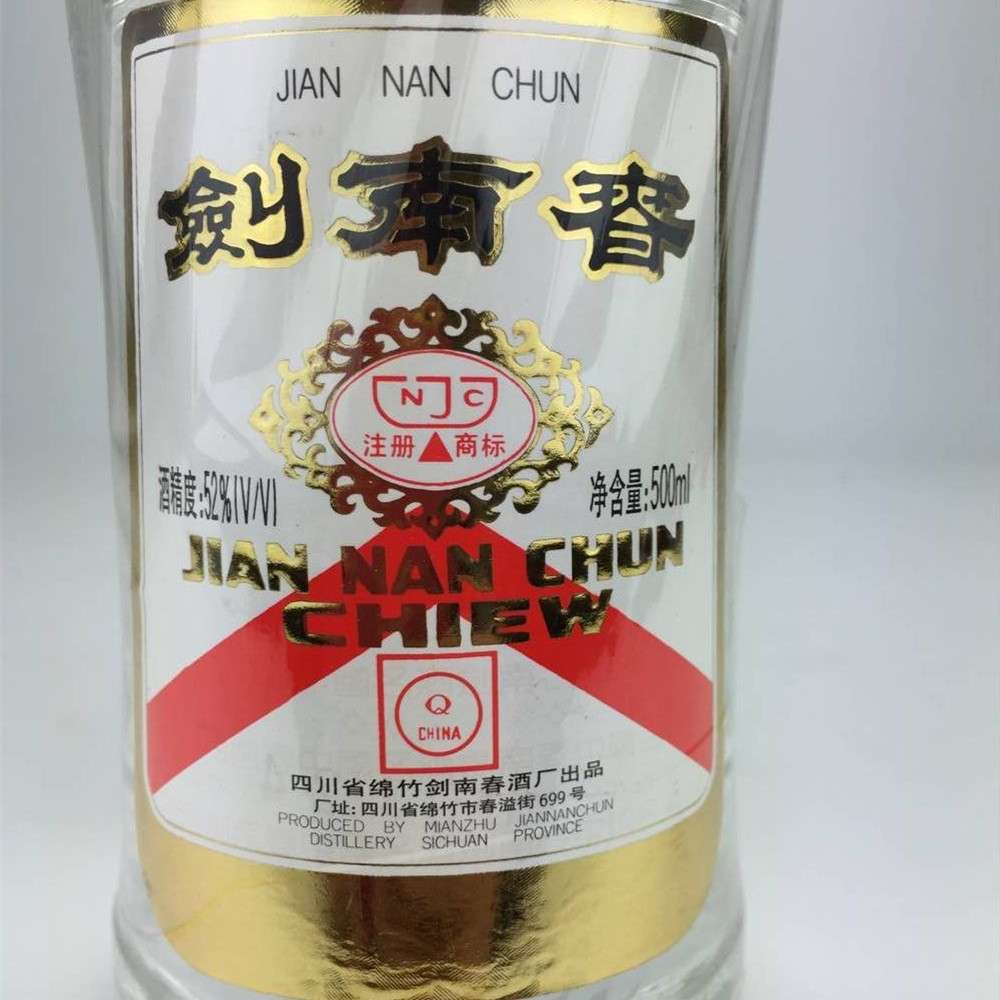 JIAN NAN CHUN
劍南春
NJC
注册 商标
酒精度:52%(V/V)
净含量:500ml
JIAN NAN CHUN
CHIEW
Q
CHINA
四川省绵竹剑南春酒厂出品
厂址:四川省绵竹市春溢街699号
PRODUCED BY MIANZHU JIANNANCHUN
DISTILLERY SICHUAN PROVINCE